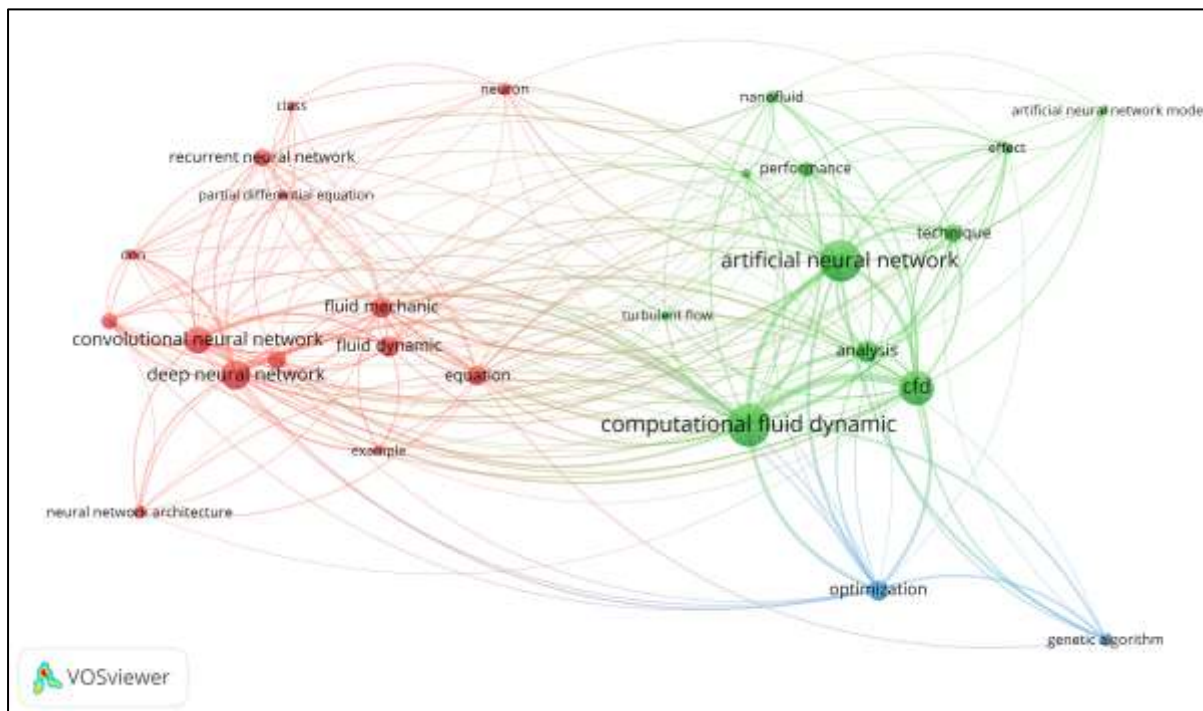 neuron
class
nanofluid
artificial neural network mode
effect
recurrent neural network
performance
partial differential equation
technique
artificial neural network
fluid mechanic
turbulent flow
convolutional neural network
fluid dynamic
analysis
deep neural network
equation
cfd
computational fluid dynamic
example
neural network architecture
optimization
genetic algorithm
VOSviewer